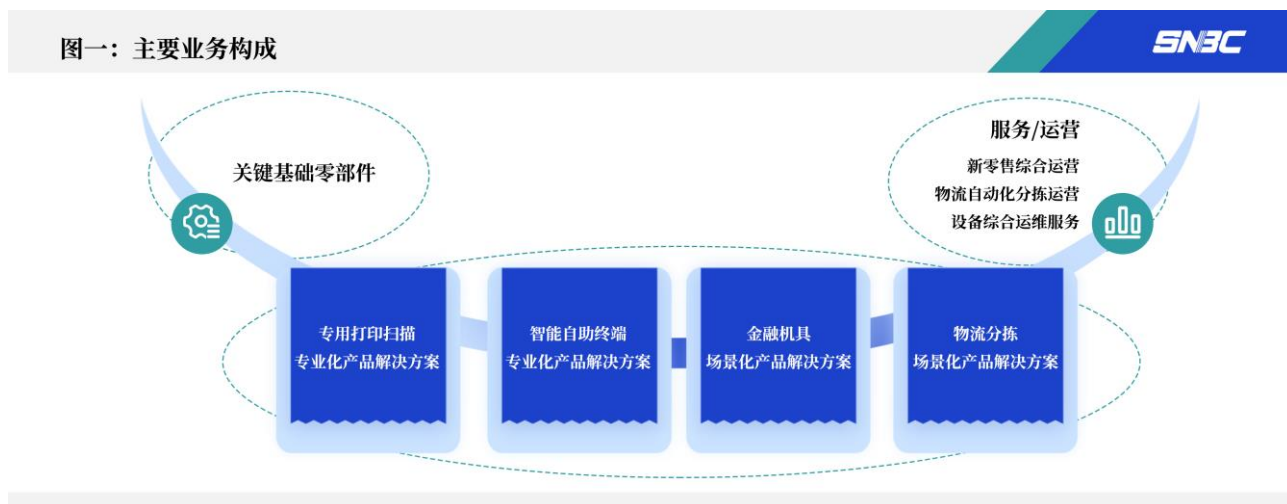 图一：主要业务构成
SNBC
关键基础零部件
服务/运营
新零售综合运营
物流自动化分拣运营
设备综合运维服务
专用打印扫描
专业化产品解决方案
智能自助终端
专业化产品解决方案
金融机具
场景化产品解决方案
物流分拣
场景化产品解决方案